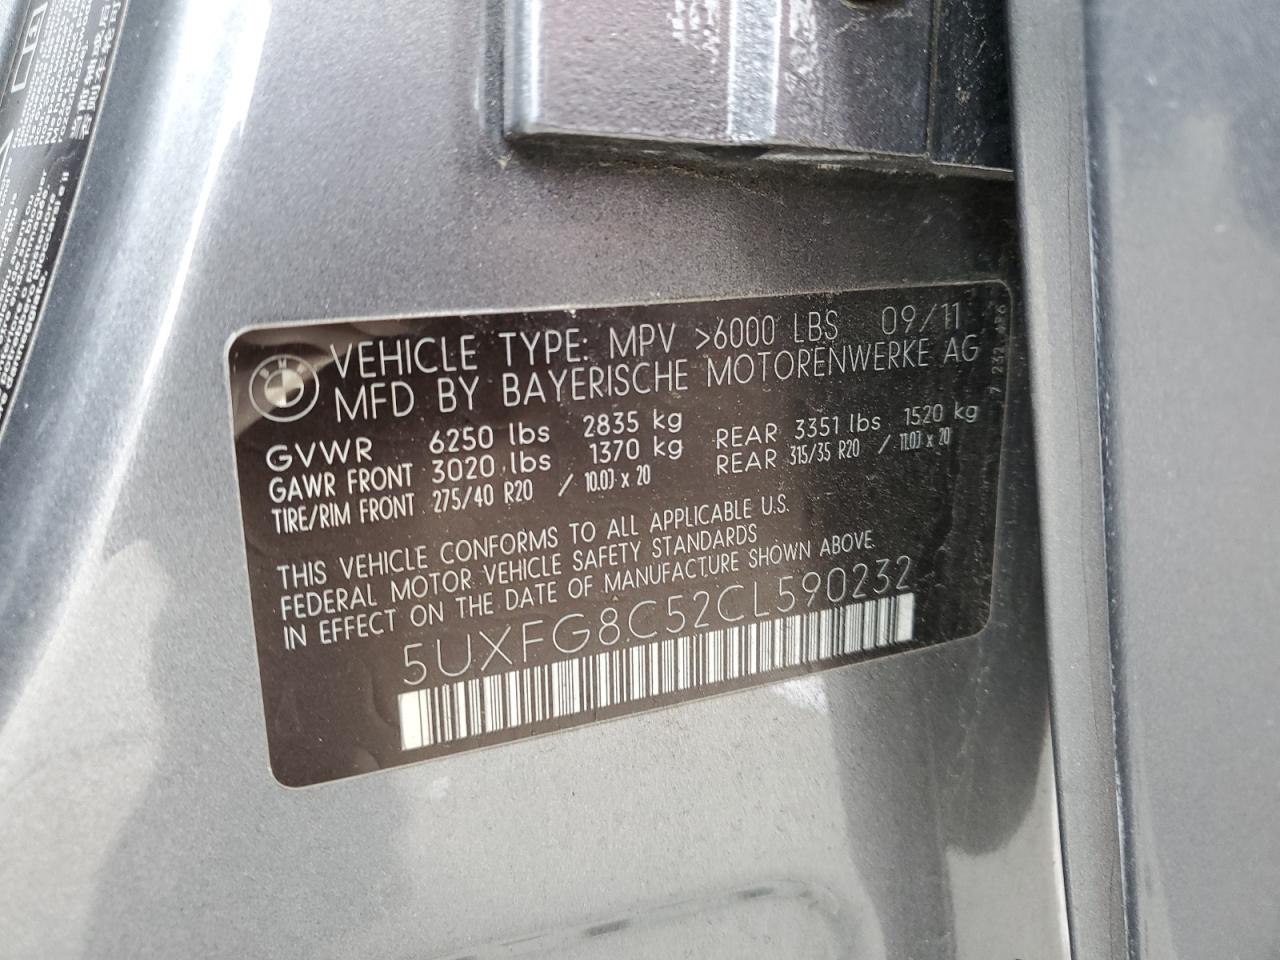 VEHICLE TYPE: MPV >6000 LBS 09/11
MFD BY BAYERISCHE MOTORENWERKE AG
GVWR 6250 lbs 2835 kg
GAWR FRONT 3020 lbs 1370 kg REAR 3351 lbs 1520 kg
TIRE/RIM FRONT 275/40 R20 / 10.0J x 20 REAR 315/35 R20 / 11.0J x 20
THIS VEHICLE CONFORMS TO ALL APPLICABLE U.S.
FEDERAL MOTOR VEHICLE SAFETY STANDARDS
IN EFFECT ON THE DATE OF MANUFACTURE SHOWN ABOVE
5UXFG8C52CL590232
BMW